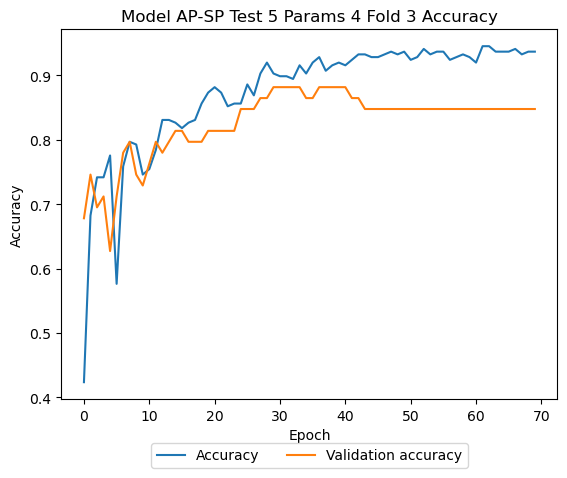 Model AP-SP Test 5 Params 4 Fold 3 Accuracy
Accuracy
0.9
0.8
0.7
0.6
0.5
0.4
0 10 20 30 40 50 60 70
Epoch
Accuracy Validation accuracy